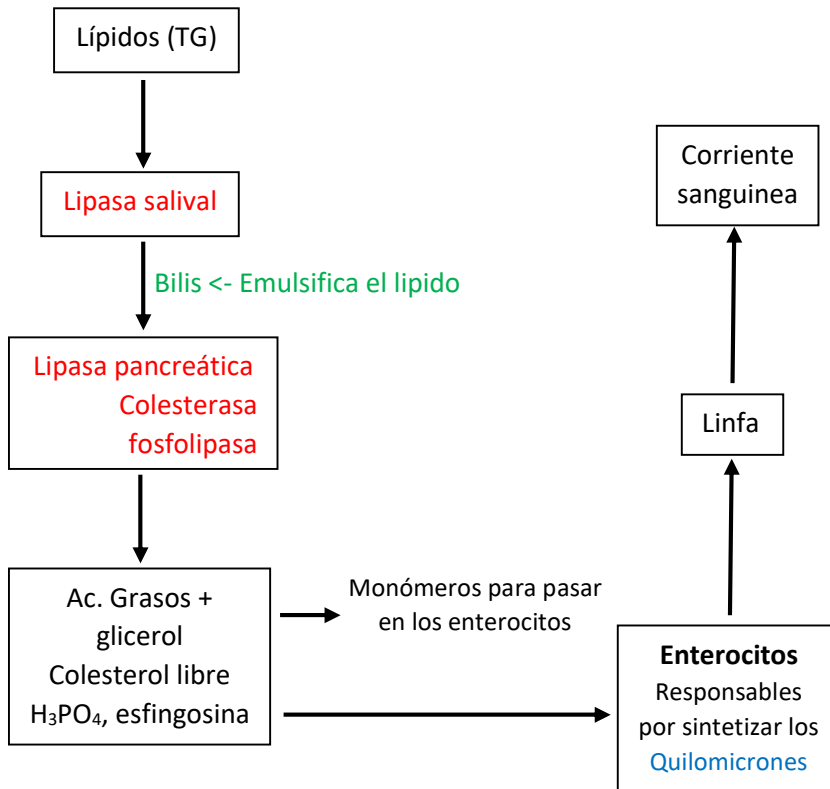 Lípidos (TG)
Lipasa salival
Bilis <- Emulsifica el lipido
Lipasa pancreática
Colesterasa
fosfolipasa
Ac. Grasos +
glicerol
Colesterol libre
H₃PO₄, esfingosina
Monómeros para pasar
en los enterocitos
Enterocitos
Responsables
por sintetizar los
Quilomicrones
Linfa
Corriente
sanguinea